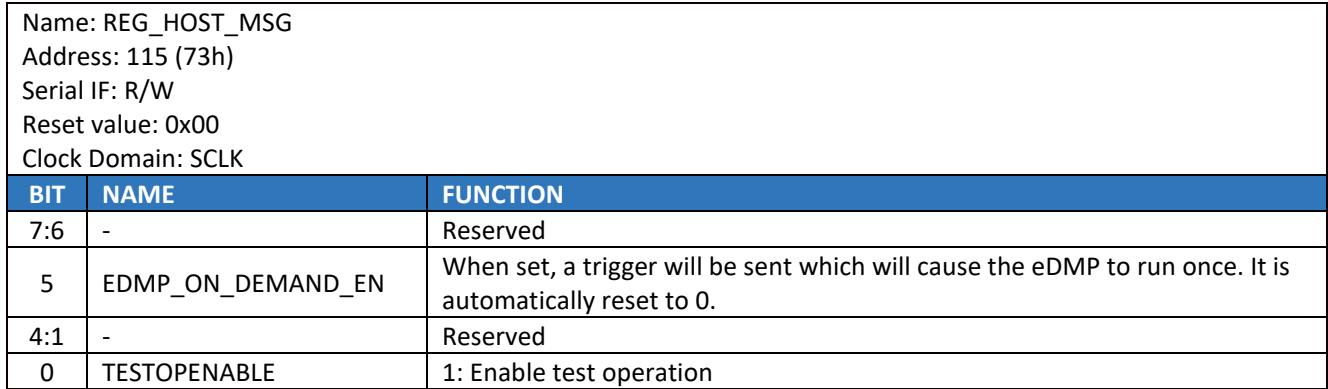 Name: REG_HOST_MSG
Address: 115 (73h)
Serial IF: R/W
Reset value: 0x00
Clock Domain: SCLK
BIT NAME FUNCTION
7:6 - Reserved
5 EDMP_ON_DEMAND_EN When set, a trigger will be sent which will cause the eDMP to run once. It is
automatically reset to 0.
4:1 - Reserved
0 TESTOPENABLE 1: Enable test operation